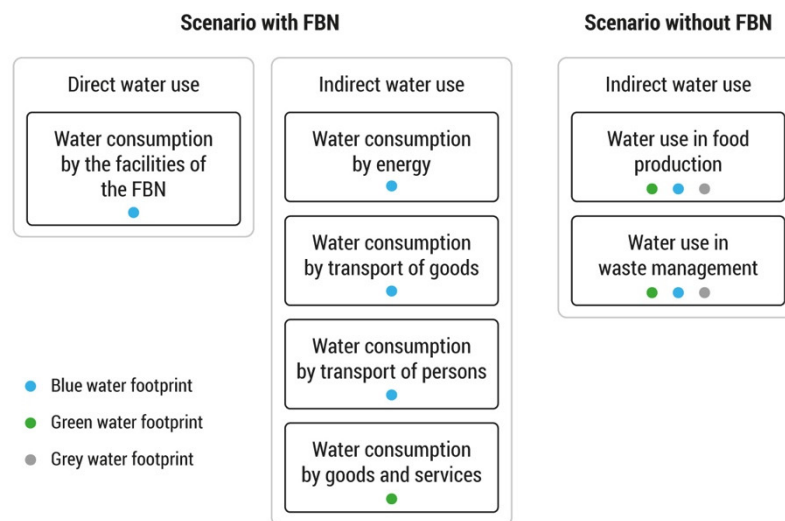 Scenario with FBN
Scenario without FBN
Direct water use
Water consumption
by the facilities of
the FBN
Indirect water use
Water consumption
by energy
Water consumption
by transport of goods
Water consumption
by transport of persons
Water consumption
by goods and services
Indirect water use
Water use in food
production
Water use in
waste management
Blue water footprint
Green water footprint
Grey water footprint